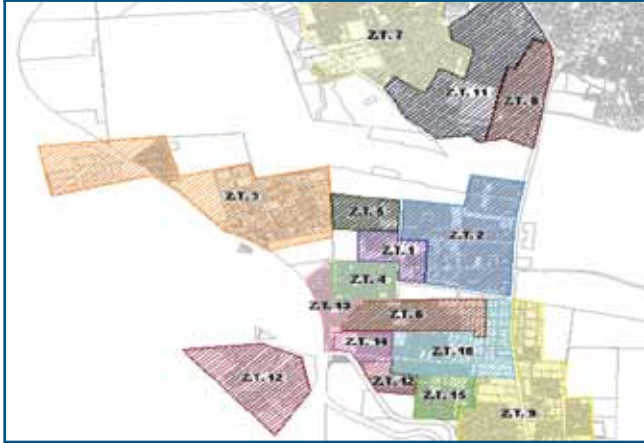 Z.T. 7
Z.T. 11
Z.T. 8
Z.T. 3
Z.T. 5
Z.T. 2
Z.T. 1
Z.T. 4
Z.T. 13
Z.T. 6
Z.T. 14
Z.T. 10
Z.T. 12
Z.T. 12
Z.T. 15
Z.T. 9